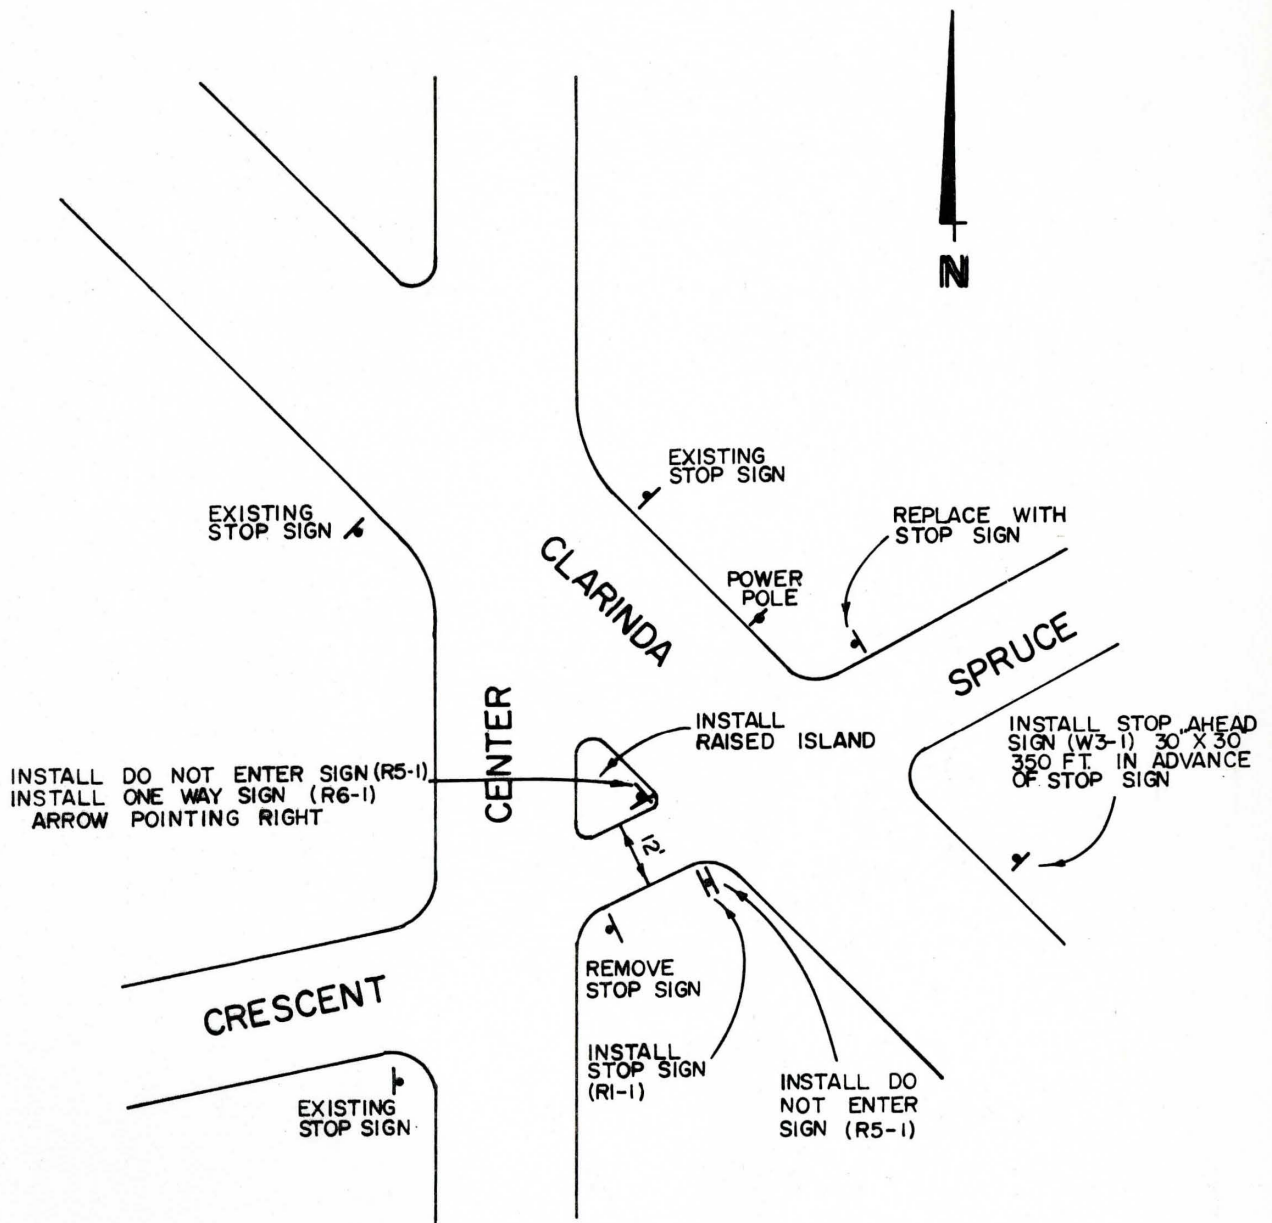 N
EXISTING
STOP SIGN
EXISTING
STOP SIGN
REPLACE WITH
STOP SIGN
CLARINDA
POWER
POLE
SPRUCE
CENTER
INSTALL
RAISED ISLAND
INSTALL STOP AHEAD
SIGN (W3-1) 30" X 30"
350 FT. IN ADVANCE
OF STOP SIGN
INSTALL DO NOT ENTER SIGN (R5-1)
INSTALL ONE WAY SIGN (R6-1)
ARROW POINTING RIGHT
12'
REMOVE
STOP SIGN
CRESCENT
INSTALL
STOP SIGN
(R1-1)
INSTALL DO
NOT ENTER
SIGN (R5-1)
EXISTING
STOP SIGN